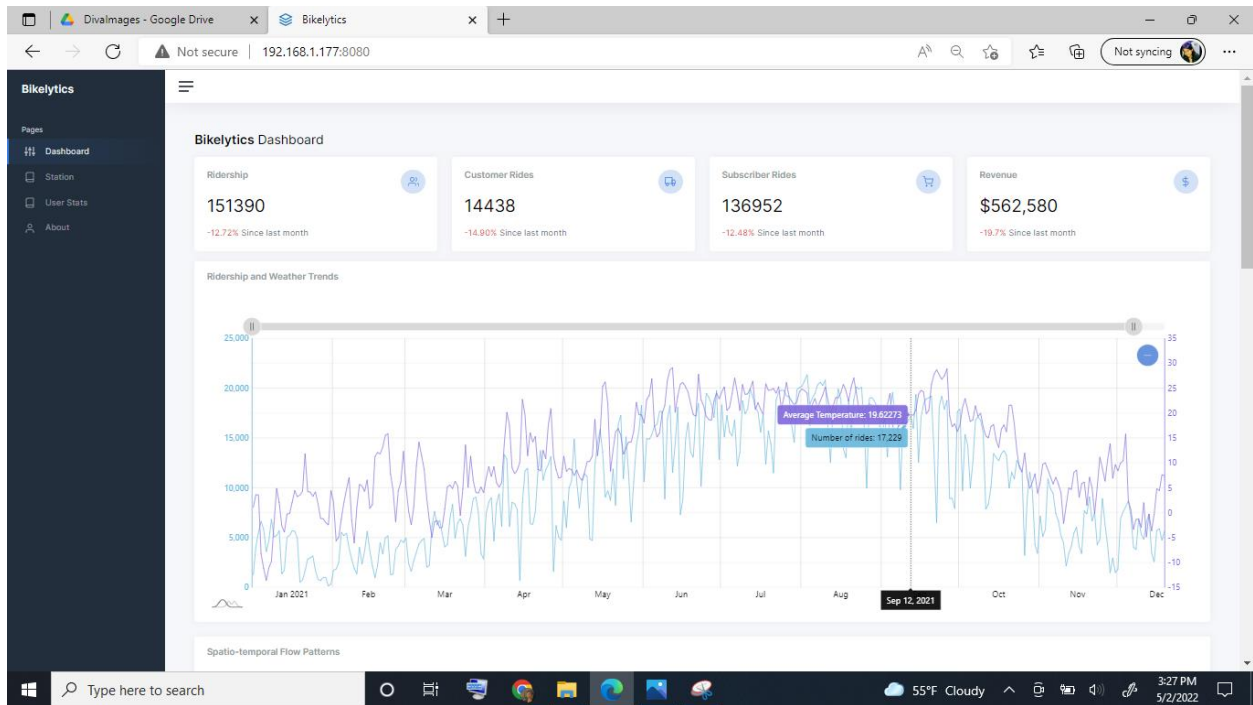 DivaImages - Google Drive
Bikelytics
Not secure | 192.168.1.177:8080
Not syncing
Bikelytics
Pages
Dashboard
Station
User Stats
About
Bikelytics Dashboard
Ridership
151390
-12.72% Since last month
Customer Rides
14438
-14.90% Since last month
Subscriber Rides
136952
-12.48% Since last month
Revenue
$562,580
-19.7% Since last month
Ridership and Weather Trends
25,000
20,000
15,000
10,000
5,000
0
35
30
25
20
15
10
5
0
-5
-10
-15
Average Temperature: 19.62273
Number of rides: 17,229
Jan 2021 Feb Mar Apr May Jun Jul Aug Sep 12, 2021 Oct Nov Dec
Spatio-temporal Flow Patterns
Type here to search
55°F Cloudy
3:27 PM
5/2/2022